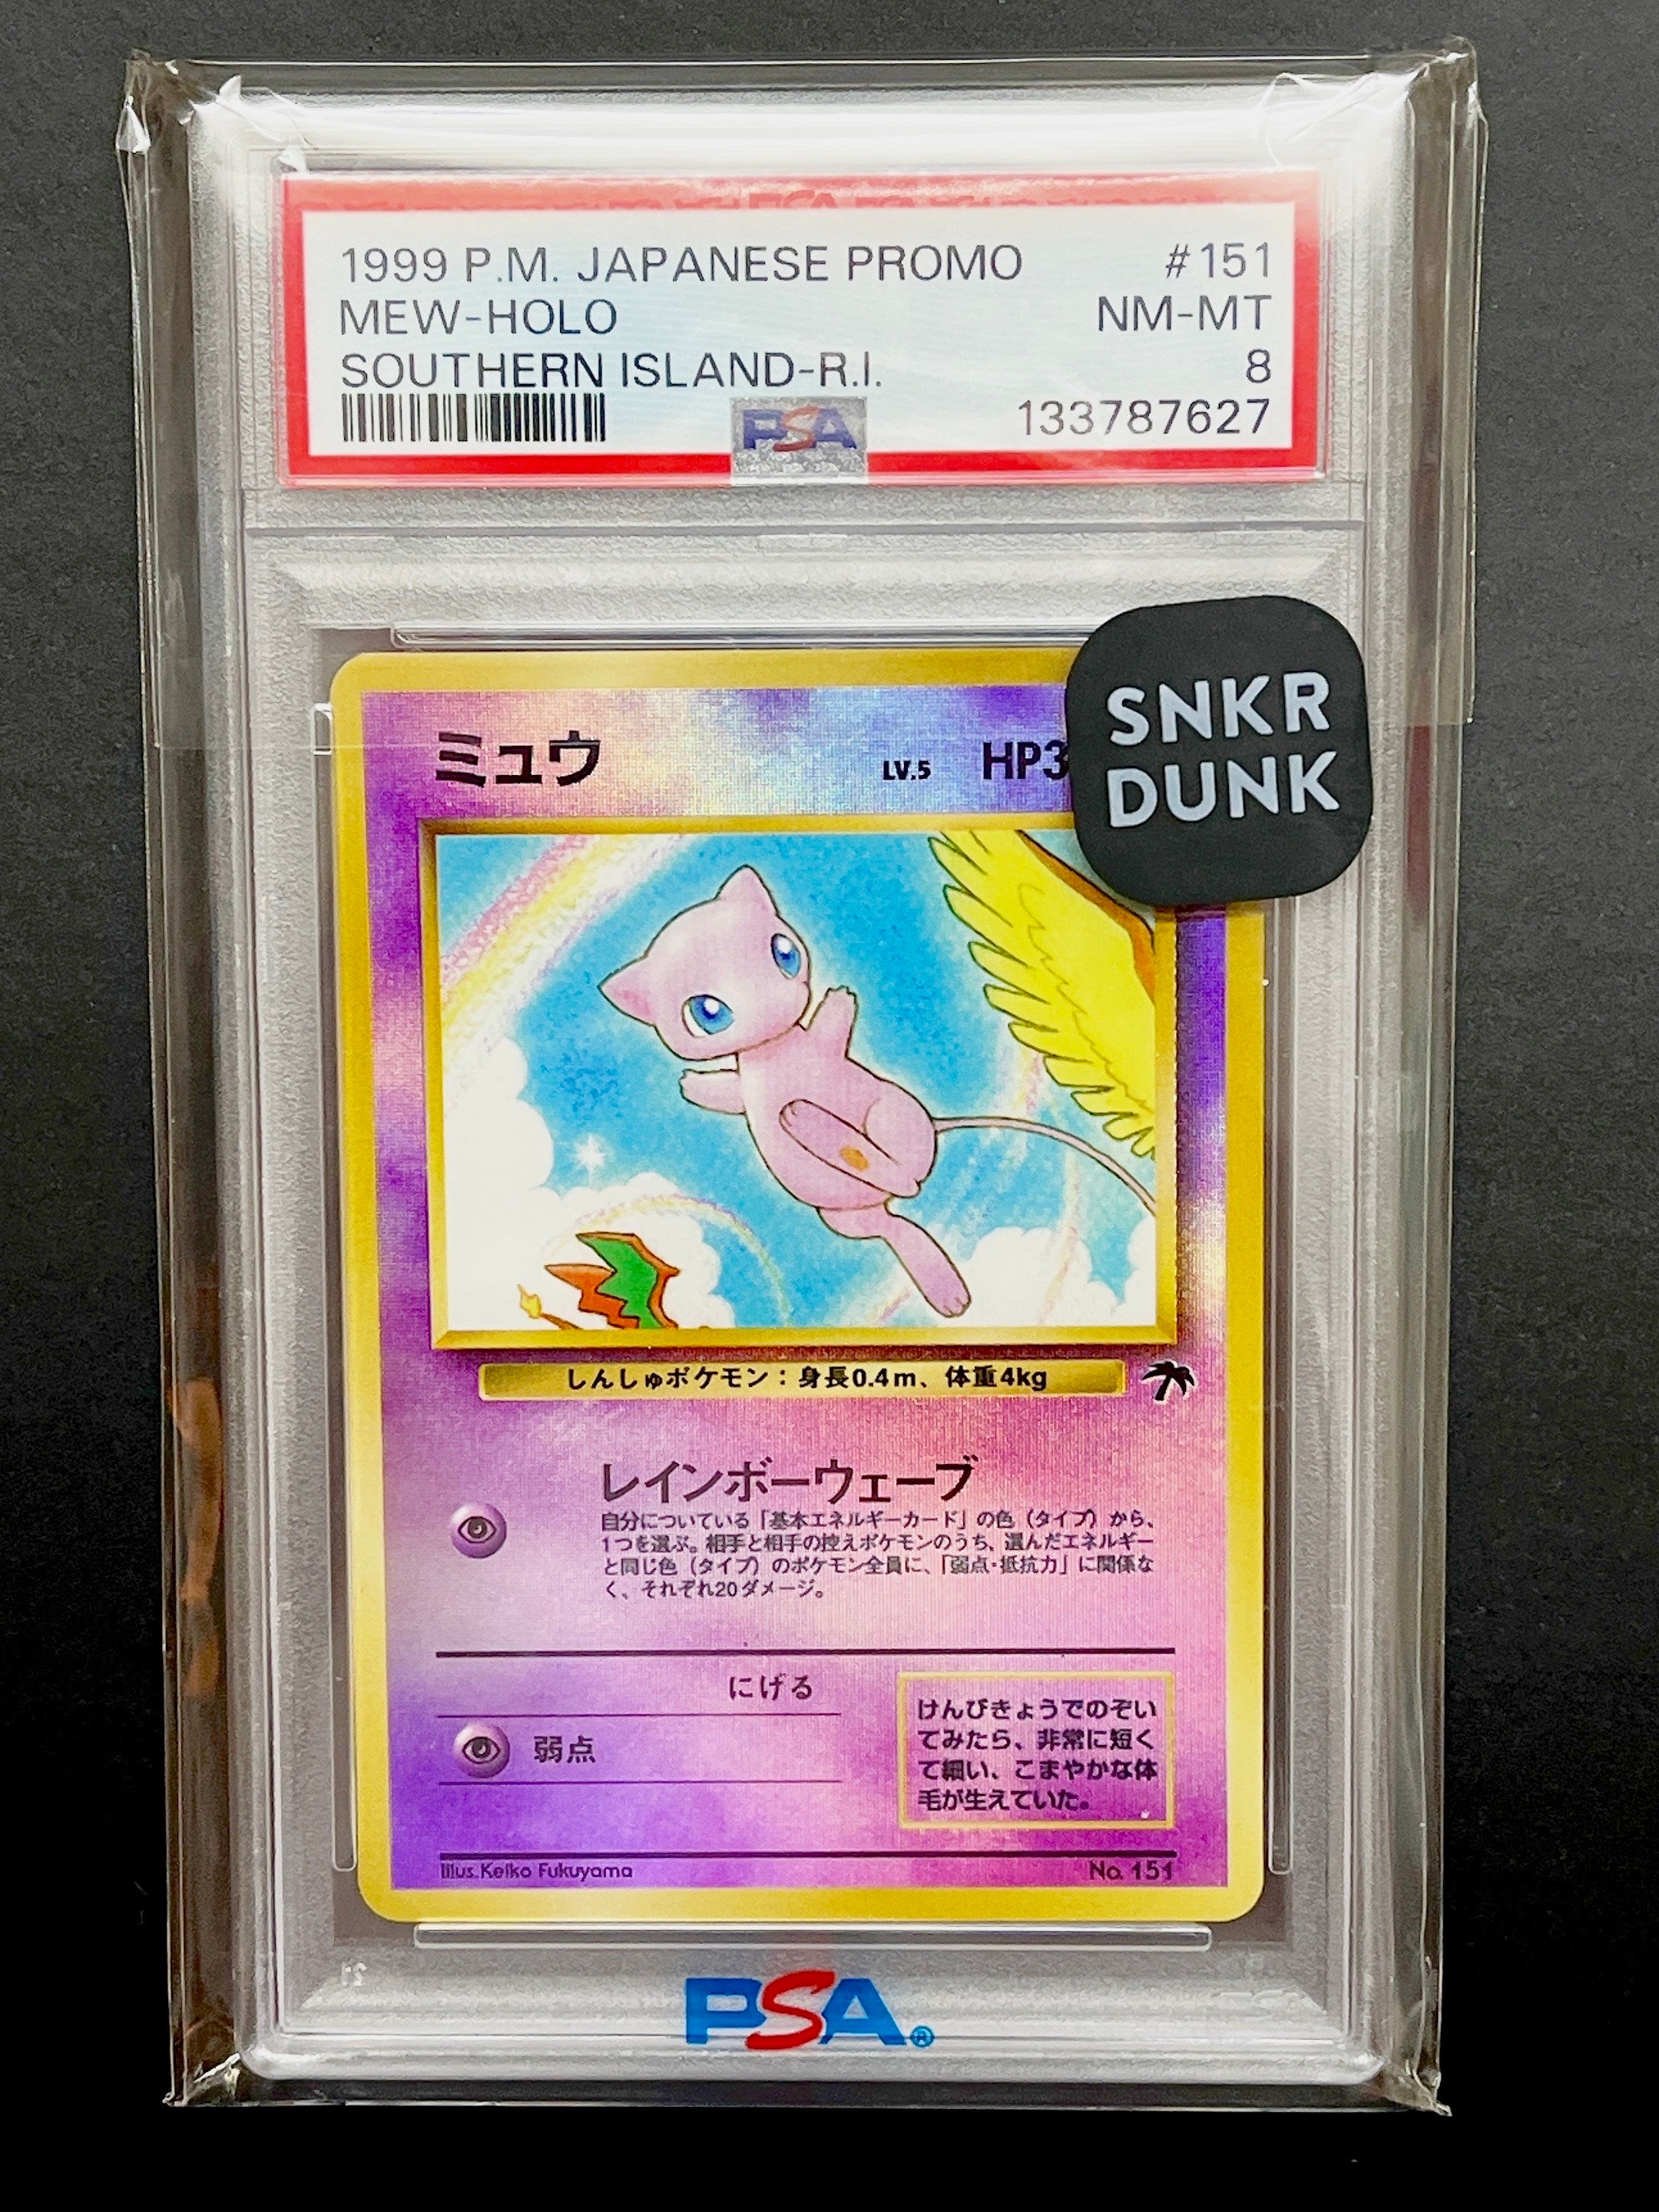 1999 P.M. JAPANESE PROMO #151
MEW-HOLO NM-MT
SOUTHERN ISLAND-R.I. 8
PSA 133787627
SNKR
DUNK
ミュウ LV.5 HP3
しんしゅポケモン：身長0.4m、体重4kg
レインボーウェーブ
自分についている「基本エネルギーカード」の色（タイプ）から、
1つを選ぶ。相手と相手の控えポケモンのうち、選んだエネルギー
と同じ色（タイプ）のポケモン全員に、「弱点・抵抗力」に関係な
く、それぞれ20ダメージ。
にげる
弱点
けんびきょうでのぞい
てみたら、非常に短く
て細い、こまやかな体
毛が生えていた。
Illus. Keiko Fukuyama No. 151
PSA®